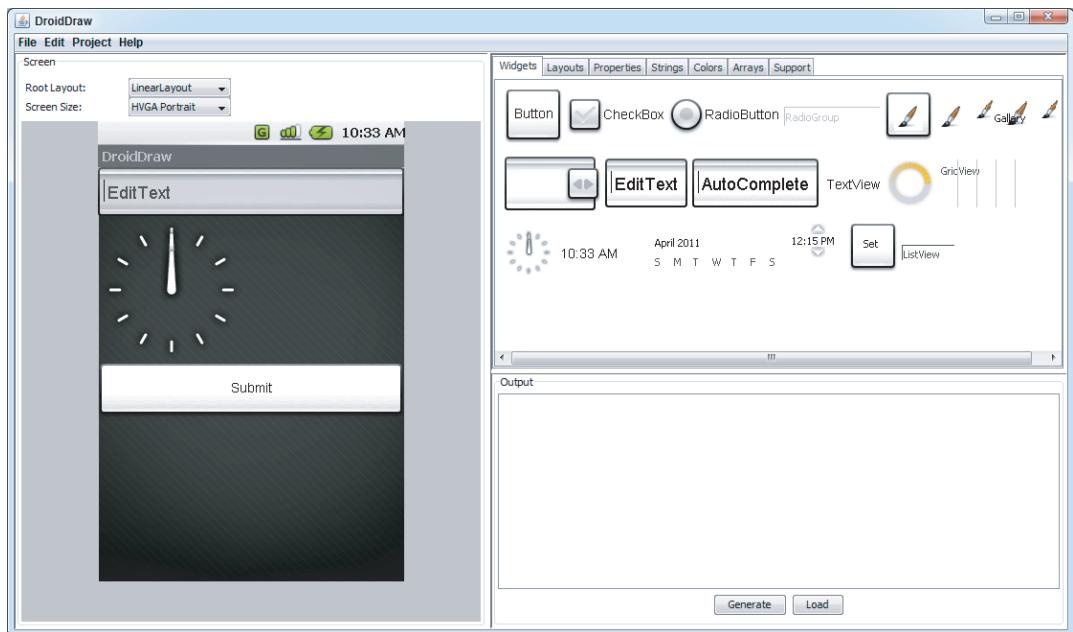 DroidDraw
File Edit Project Help
Screen
Root Layout: LinearLayout
Screen Size: HVGA Portrait
G 10:33 AM
DroidDraw
EditText
Submit
Widgets Layouts Properties Strings Colors Arrays Support
Button CheckBox RadioButton RadioGroup Gallery
EditText AutoComplete TextView GridView
10:33 AM April 2011 12:15 PM Set ListView
S M T W T F S
Output
Generate Load